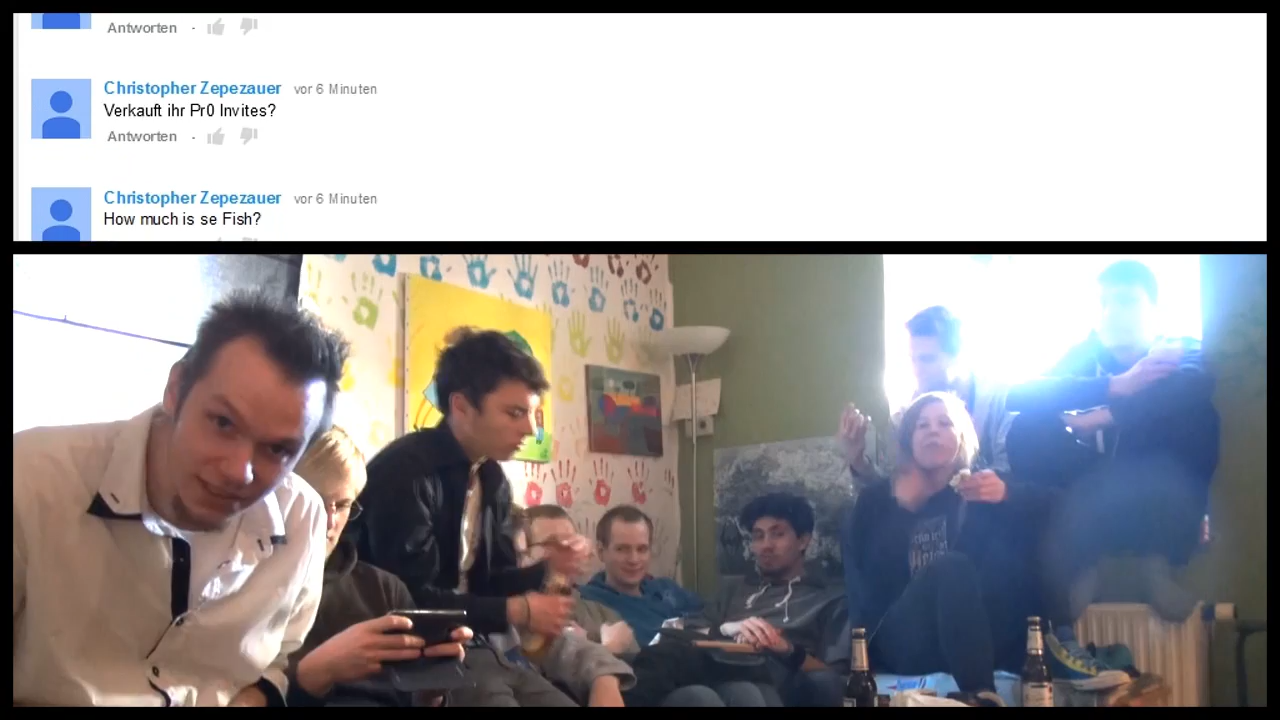 Antworten ·
Christopher Zepezauer vor 6 Minuten
Verkauft ihr Pr0 Invites?
Antworten ·
Christopher Zepezauer vor 6 Minuten
How much is se Fish?